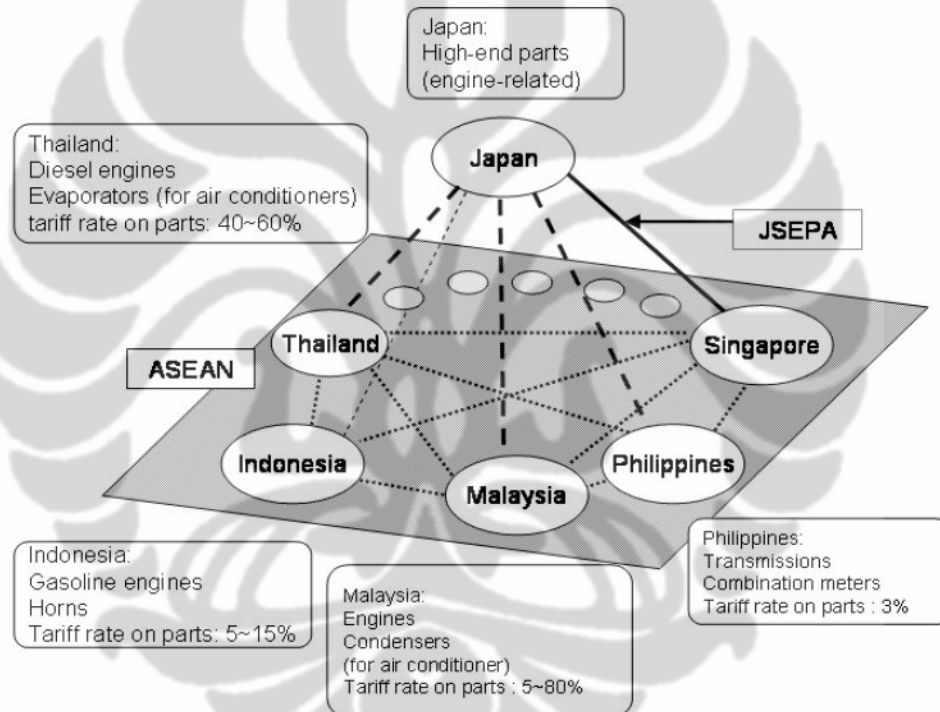 Japan:
High-end parts
(engine-related)
Thailand:
Diesel engines
Evaporators (for air conditioners)
tariff rate on parts: 40~60%
Japan
JSEPA
Thailand
Singapore
ASEAN
Indonesia
Malaysia
Philippines
Indonesia:
Gasoline engines
Horns
Tariff rate on parts: 5~15%
Malaysia:
Engines
Condensers
(for air conditioner)
Tariff rate on parts : 5~80%
Philippines:
Transmissions
Combination meters
Tariff rate on parts : 3%